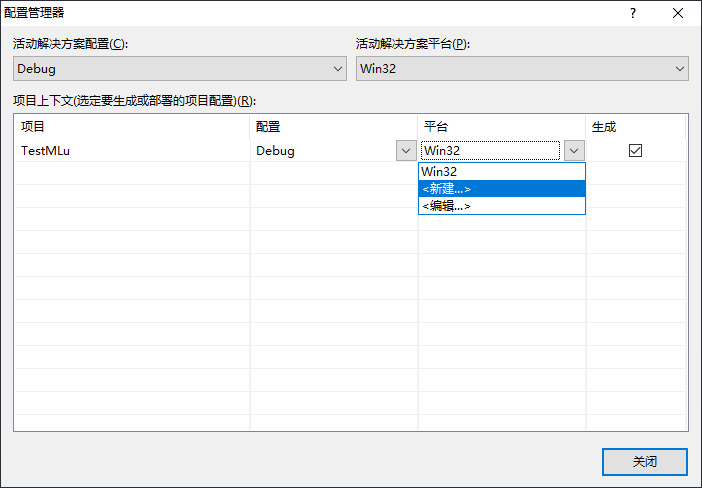 配置管理器
活动解决方案配置(C):
活动解决方案平台(P):
Debug
Win32
项目上下文(选定要生成或部署的项目配置)(R):
项目 配置 平台 生成
TestMLu Debug Win32
Win32
<新建...>
<编辑...>
关闭